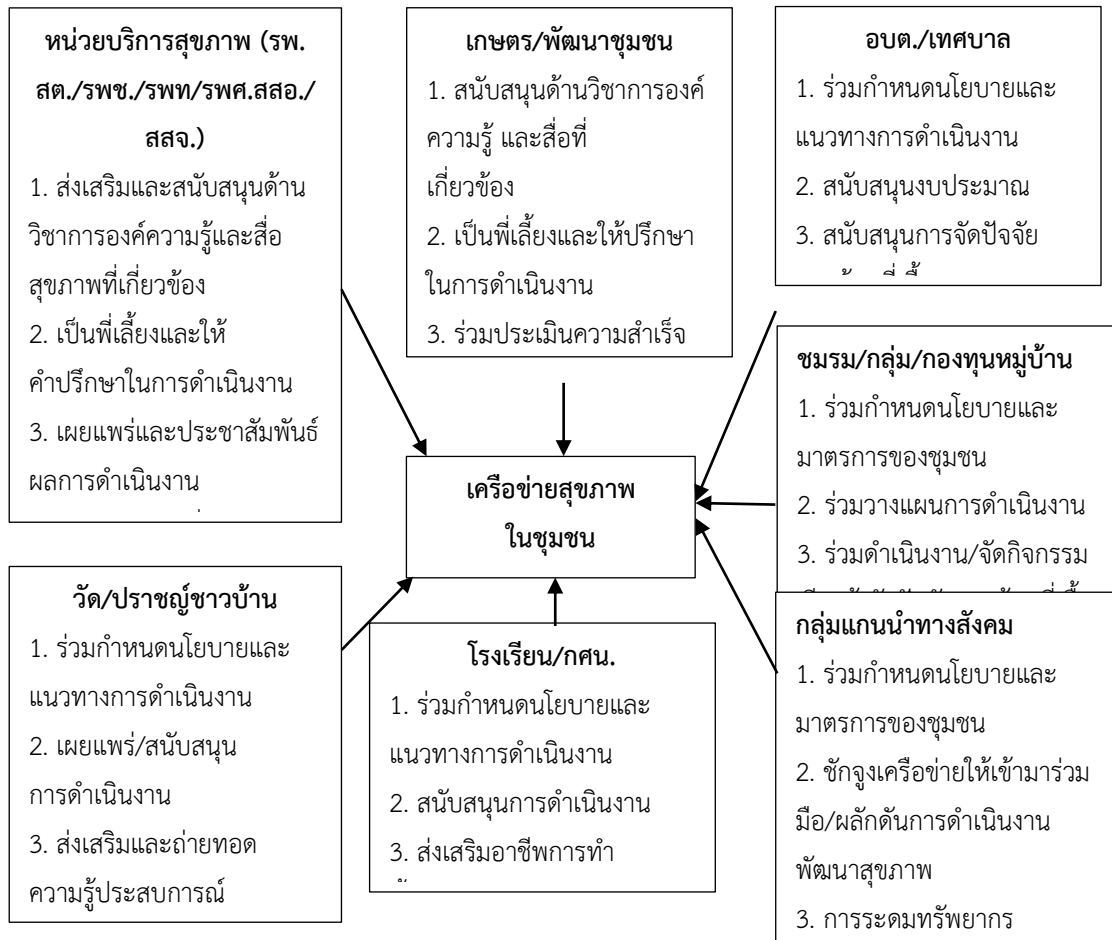 หน่วยบริการสุขภาพ (รพ.
สต./รพช./รพท/รพศ.สสอ./
สสจ.)
1. ส่งเสริมและสนับสนุนด้าน
วิชาการองค์ความรู้และสื่อ
สุขภาพที่เกี่ยวข้อง
2. เป็นพี่เลี้ยงและให้
คำปรึกษาในการดำเนินงาน
3. เผยแพร่และประชาสัมพันธ์
ผลการดำเนินงาน
เกษตร/พัฒนาชุมชน
1. สนับสนุนด้านวิชาการองค์
ความรู้ และสื่อที่
เกี่ยวข้อง
2. เป็นพี่เลี้ยงและให้ปรึกษา
ในการดำเนินงาน
3. ร่วมประเมินความสำเร็จ
อบต./เทศบาล
1. ร่วมกำหนดนโยบายและ
แนวทางการดำเนินงาน
2. สนับสนุนงบประมาณ
3. สนับสนุนการจัดปัจจัย
ชมรม/กลุ่ม/กองทุนหมู่บ้าน
1. ร่วมกำหนดนโยบายและ
มาตรการของชุมชน
2. ร่วมวางแผนการดำเนินงาน
3. ร่วมดำเนินงาน/จัดกิจกรรม
เครือข่ายสุขภาพ
ในชุมชน
วัด/ปราชญ์ชาวบ้าน
1. ร่วมกำหนดนโยบายและ
แนวทางการดำเนินงาน
2. เผยแพร่/สนับสนุน
การดำเนินงาน
3. ส่งเสริมและถ่ายทอด
ความรู้ประสบการณ์
โรงเรียน/กศน.
1. ร่วมกำหนดนโยบายและ
แนวทางการดำเนินงาน
2. สนับสนุนการดำเนินงาน
3. ส่งเสริมอาชีพการทำ
กลุ่มแกนนำทางสังคม
1. ร่วมกำหนดนโยบายและ
มาตรการของชุมชน
2. ชักจูงเครือข่ายให้เข้ามาร่วม
มือ/ผลักดันการดำเนินงาน
พัฒนาสุขภาพ
3. การระดมทรัพยากร